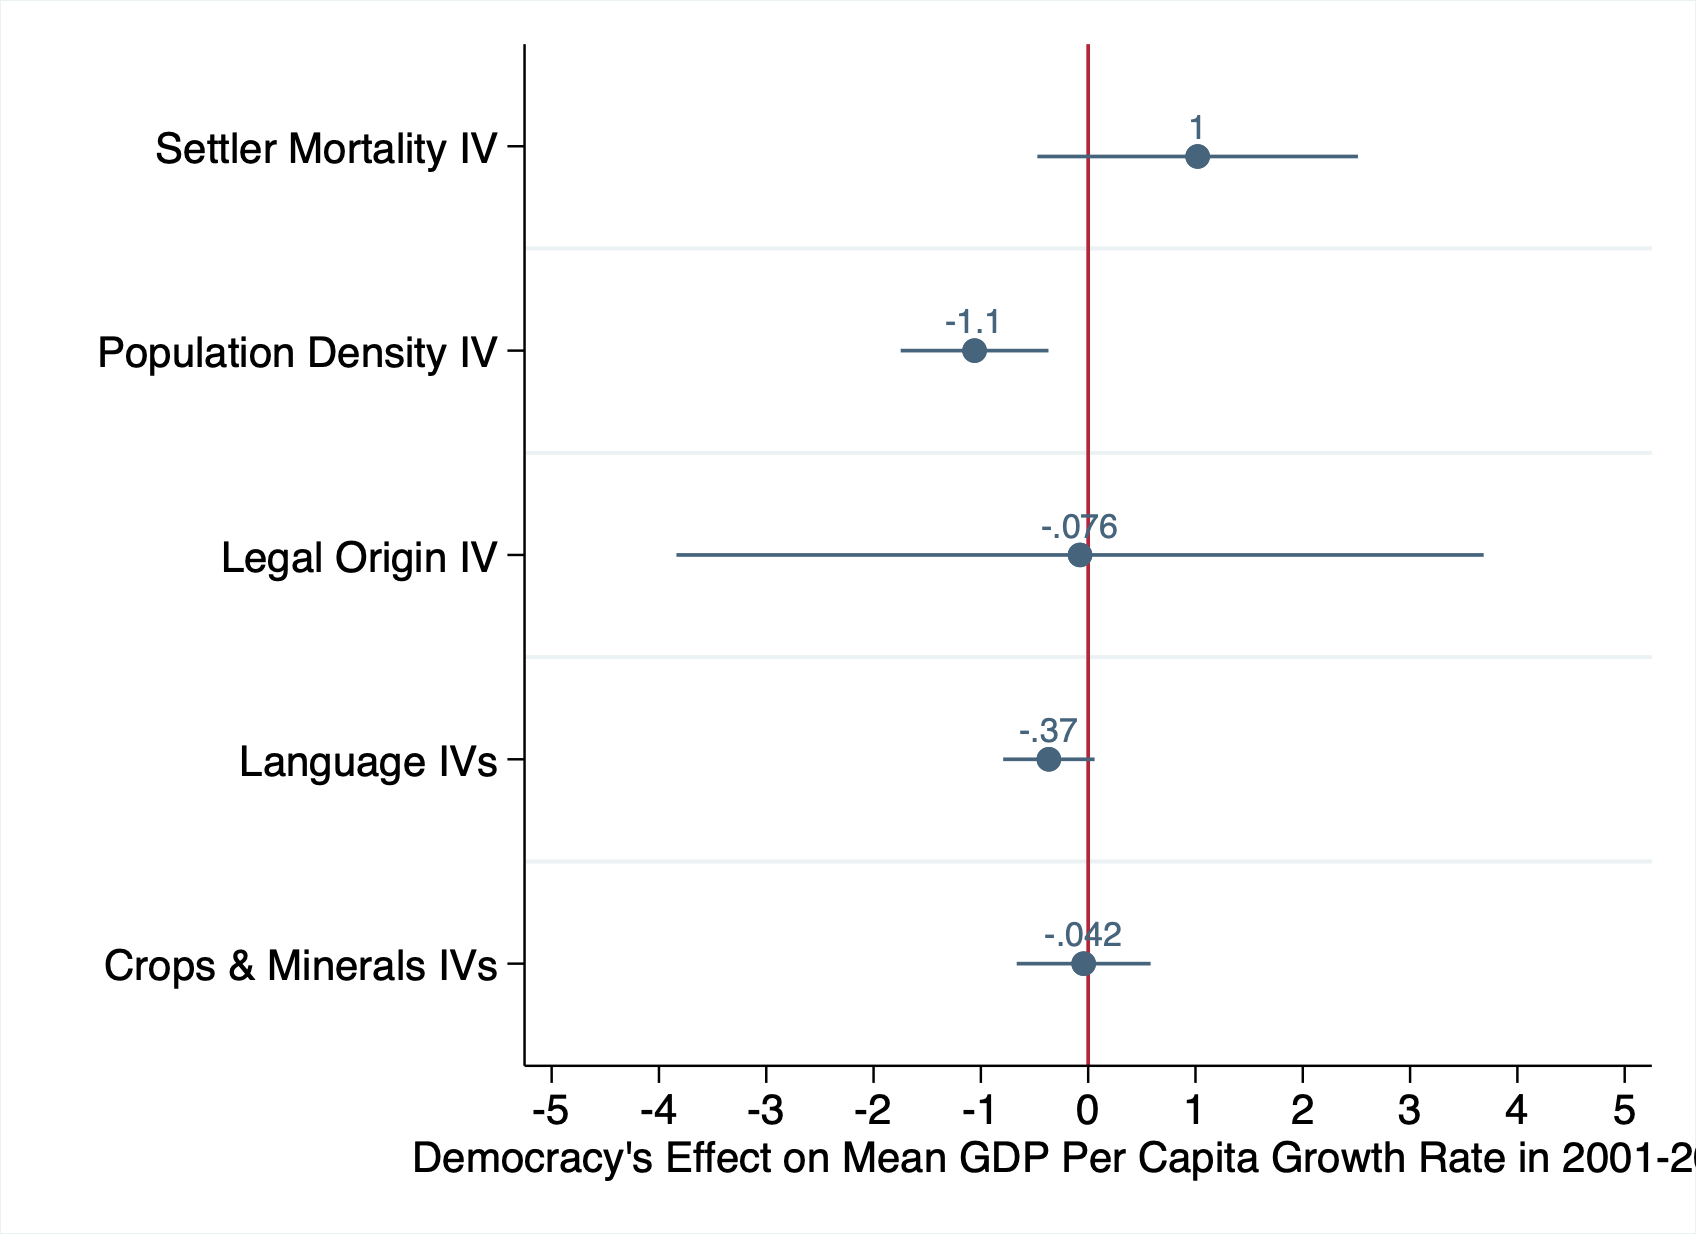 1
Settler Mortality IV
-1.1
Population Density IV
-.076
Legal Origin IV
-.37
Language IVs
-.042
Crops & Minerals IVs
-5 -4 -3 -2 -1 0 1 2 3 4 5
Democracy's Effect on Mean GDP Per Capita Growth Rate in